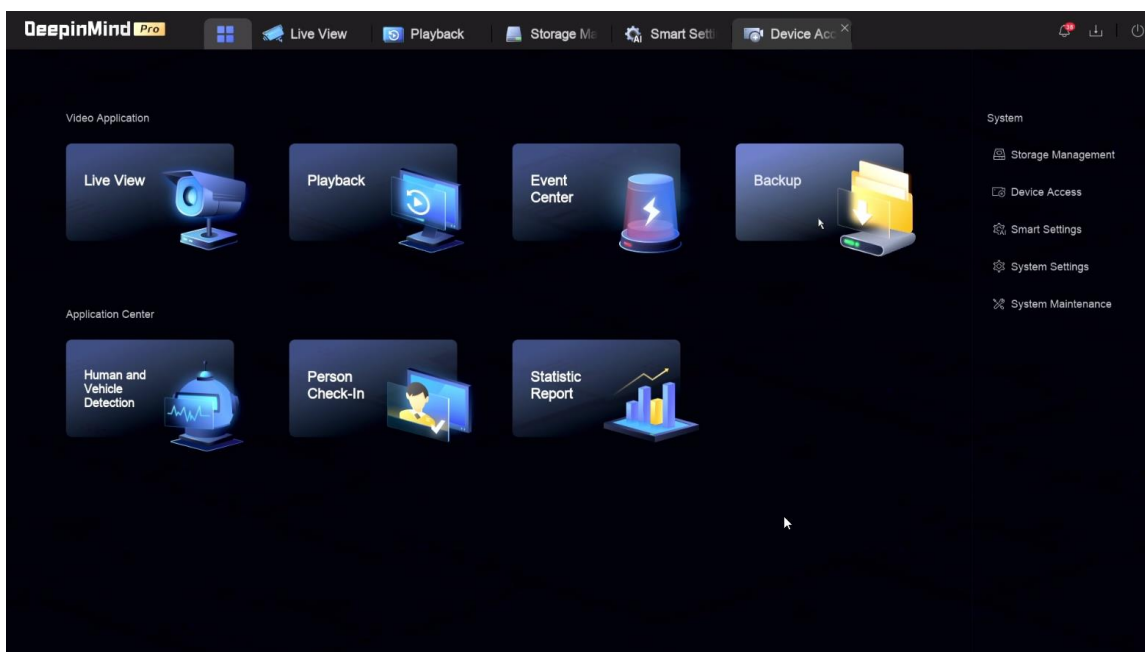 DeepinMind Pro
Live View
Playback
Storage Ma
Smart Setti
Device Acc
Video Application
Live View
Playback
Event
Center
Backup
Application Center
Human and
Vehicle
Detection
Person
Check-In
Statistic
Report
System
Storage Management
Device Access
Smart Settings
System Settings
System Maintenance